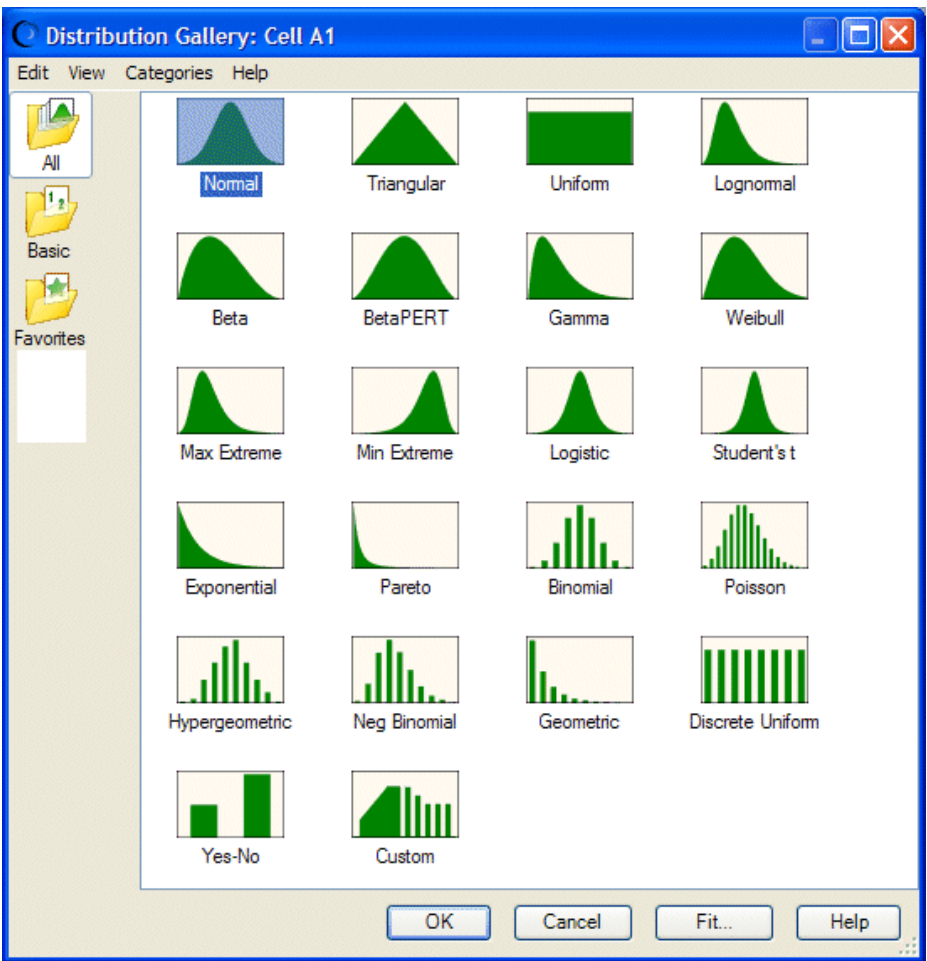 Distribution Gallery: Cell A1
Edit View Categories Help
All
Basic
Favorites
Normal Triangular Uniform Lognormal
Beta BetaPERT Gamma Weibull
Max Extreme Min Extreme Logistic Student's t
Exponential Pareto Binomial Poisson
Hypergeometric Neg Binomial Geometric Discrete Uniform
Yes-No Custom
OK Cancel Fit... Help